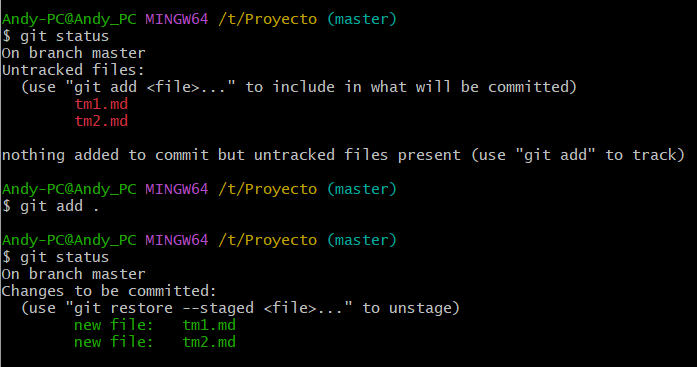 Andy-PC@Andy_PC MINGW64 /t/Proyecto (master)
$ git status
On branch master
Untracked files:
  (use "git add <file>..." to include in what will be committed)
        tm1.md
        tm2.md

nothing added to commit but untracked files present (use "git add" to track)

Andy-PC@Andy_PC MINGW64 /t/Proyecto (master)
$ git add .

Andy-PC@Andy_PC MINGW64 /t/Proyecto (master)
$ git status
On branch master
Changes to be committed:
  (use "git restore --staged <file>..." to unstage)
        new file:   tm1.md
        new file:   tm2.md